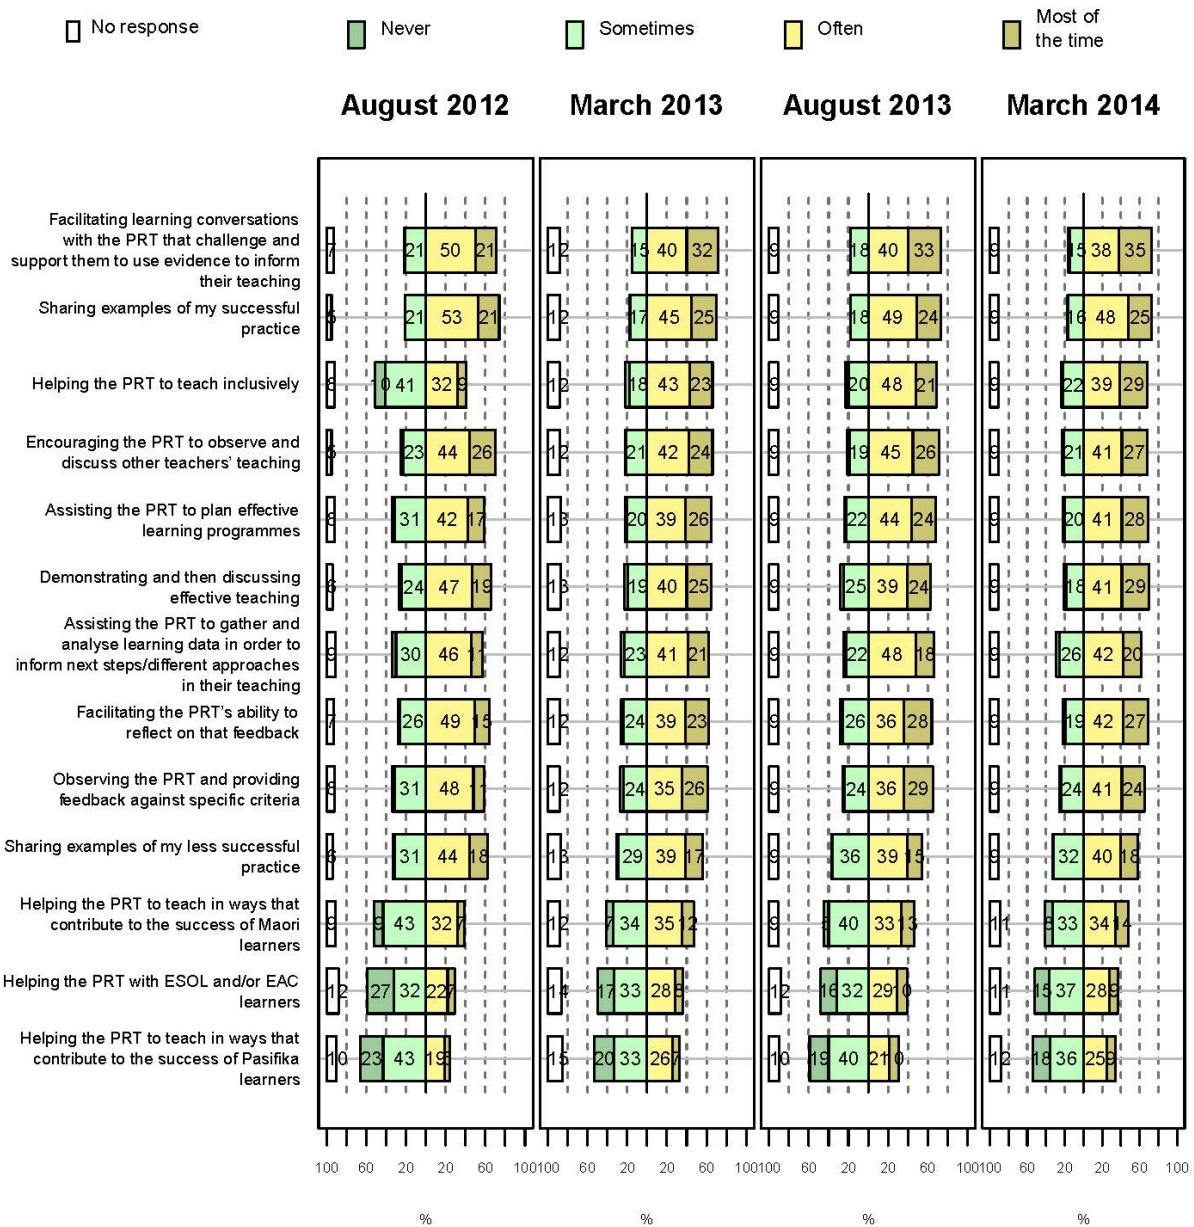 No response
Never
Sometimes
Often
Most of
the time
August 2012
March 2013
August 2013
March 2014
Facilitating learning conversations
with the PRT that challenge and
support them to use evidence to inform
their teaching
7 21 50 21 12 15 40 32 9 18 40 33 9 15 38 35
Sharing examples of my successful
practice
5 21 53 21 12 17 45 25 9 18 49 24 9 16 48 25
Helping the PRT to teach inclusively
8 10 41 32 9 12 18 43 23 9 20 48 21 9 22 39 29
Encouraging the PRT to observe and
discuss other teachers' teaching
5 23 44 26 12 21 42 24 9 19 45 26 9 21 41 27
Assisting the PRT to plan effective
learning programmes
8 31 42 17 13 20 39 26 9 22 44 24 9 20 41 28
Demonstrating and then discussing
effective teaching
6 24 47 19 13 19 40 25 9 25 39 24 9 18 41 29
Assisting the PRT to gather and
analyse learning data in order to
inform next steps/different approaches
in their teaching
9 30 46 11 12 23 41 21 9 22 48 18 9 26 42 20
Facilitating the PRT's ability to
reflect on that feedback
7 26 49 15 12 24 39 23 9 26 36 28 9 19 42 27
Observing the PRT and providing
feedback against specific criteria
8 31 48 11 12 24 35 26 9 24 36 29 9 24 41 24
Sharing examples of my less successful
practice
6 31 44 18 13 29 39 17 9 36 39 15 9 32 40 18
Helping the PRT to teach in ways that
contribute to the success of Maori
learners
9 9 43 32 7 12 7 34 35 12 9 5 40 33 13 11 8 33 34 14
Helping the PRT with ESOL and/or EAC
learners
12 27 32 22 7 14 17 33 28 8 12 16 32 29 10 11 15 37 28 9
Helping the PRT to teach in ways that
contribute to the success of Pasifika
learners
10 23 43 19 5 15 20 33 26 7 10 19 40 21 10 12 18 36 25 9
100 60 20 20 60 100 100 60 20 20 60 100 100 60 20 20 60 100 100 60 20 20 60 100
% % % %